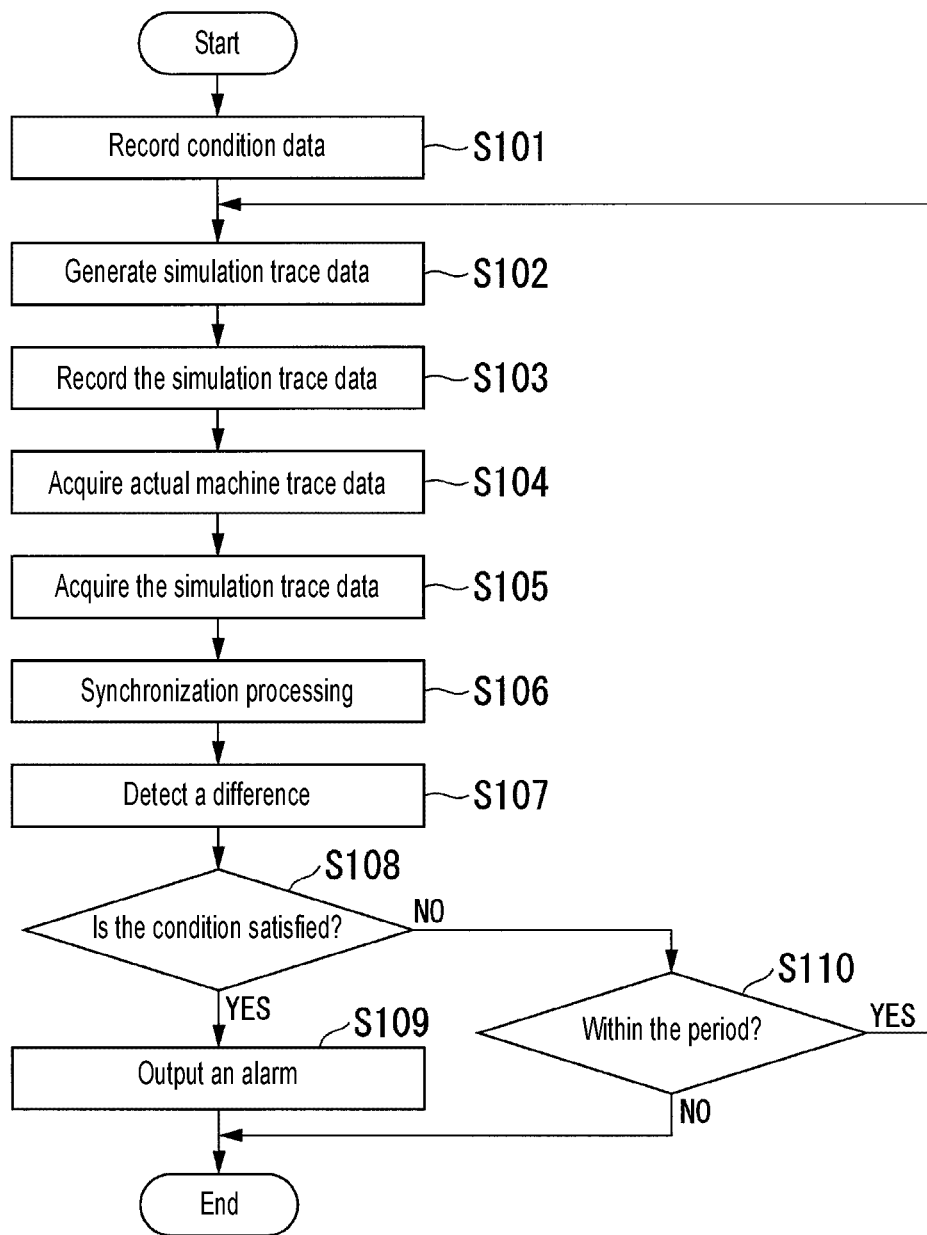 Start
Record condition data
S101
Generate simulation trace data
S102
Record the simulation trace data
S103
Acquire actual machine trace data
S104
Acquire the simulation trace data
S105
Synchronization processing
S106
Detect a difference
S107
S108
Is the condition satisfied?
NO
YES
S110
Within the period?
YES
NO
S109
Output an alarm
End